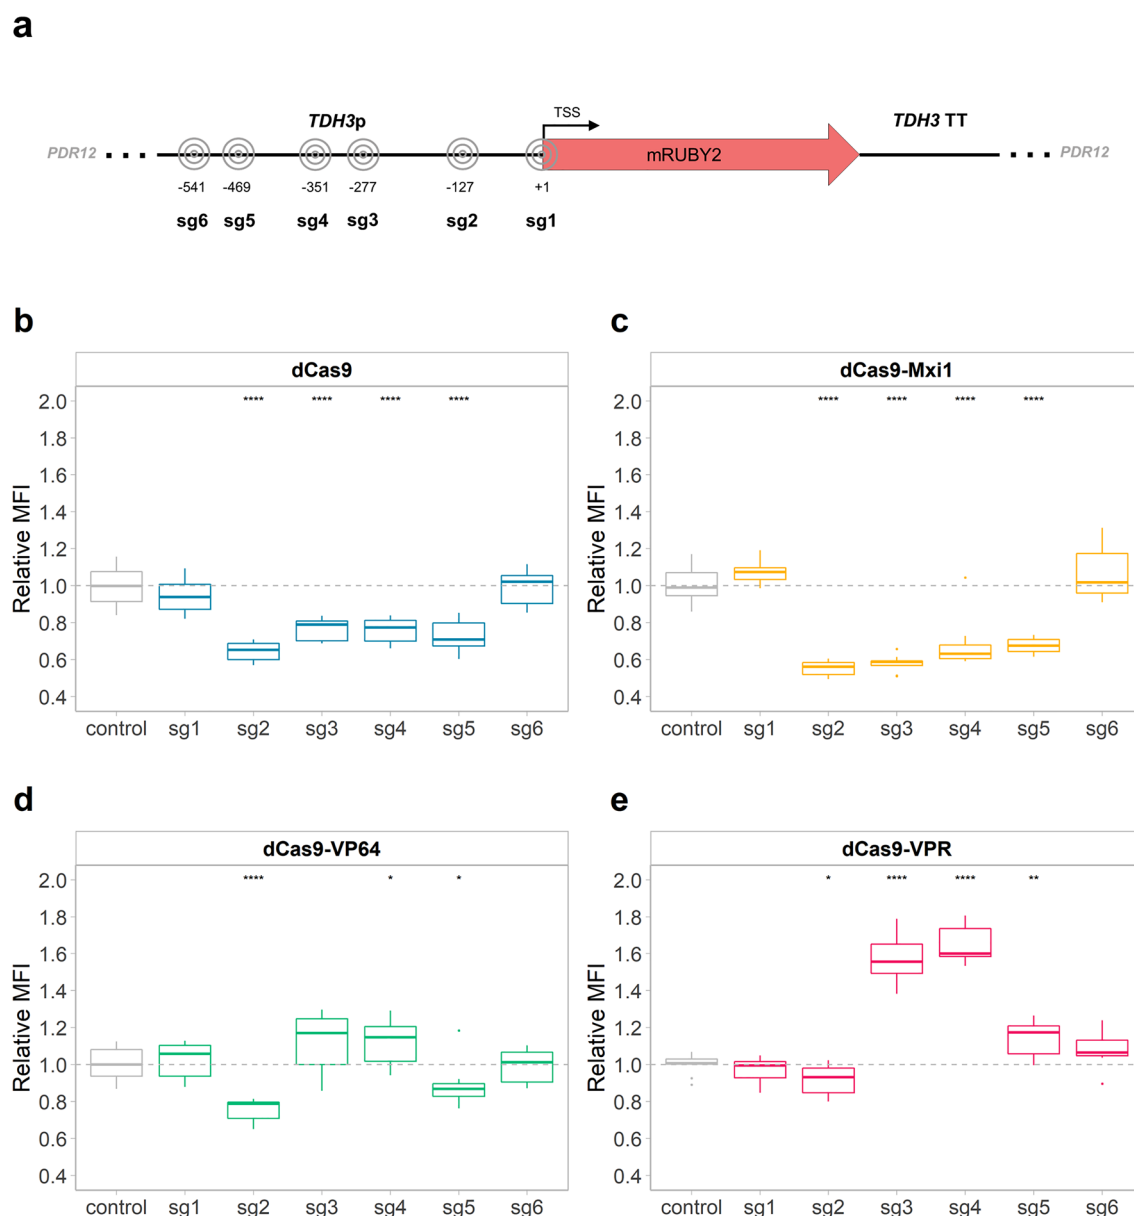 a
TSS
TDH3p
TDH3 TT
PDR12
mRUBY2
PDR12
-541 -469 -351 -277 -127 +1
sg6 sg5 sg4 sg3 sg2 sg1
b
dCas9
**** **** **** ****
Relative MFI
2.0
1.8
1.6
1.4
1.2
1.0
0.8
0.6
0.4
control sg1 sg2 sg3 sg4 sg5 sg6
c
dCas9-Mxi1
**** **** **** ****
Relative MFI
2.0
1.8
1.6
1.4
1.2
1.0
0.8
0.6
0.4
control sg1 sg2 sg3 sg4 sg5 sg6
d
dCas9-VP64
**** * *
Relative MFI
2.0
1.8
1.6
1.4
1.2
1.0
0.8
0.6
0.4
control sg1 sg2 sg3 sg4 sg5 sg6
e
dCas9-VPR
* **** **** **
Relative MFI
2.0
1.8
1.6
1.4
1.2
1.0
0.8
0.6
0.4
control sg1 sg2 sg3 sg4 sg5 sg6